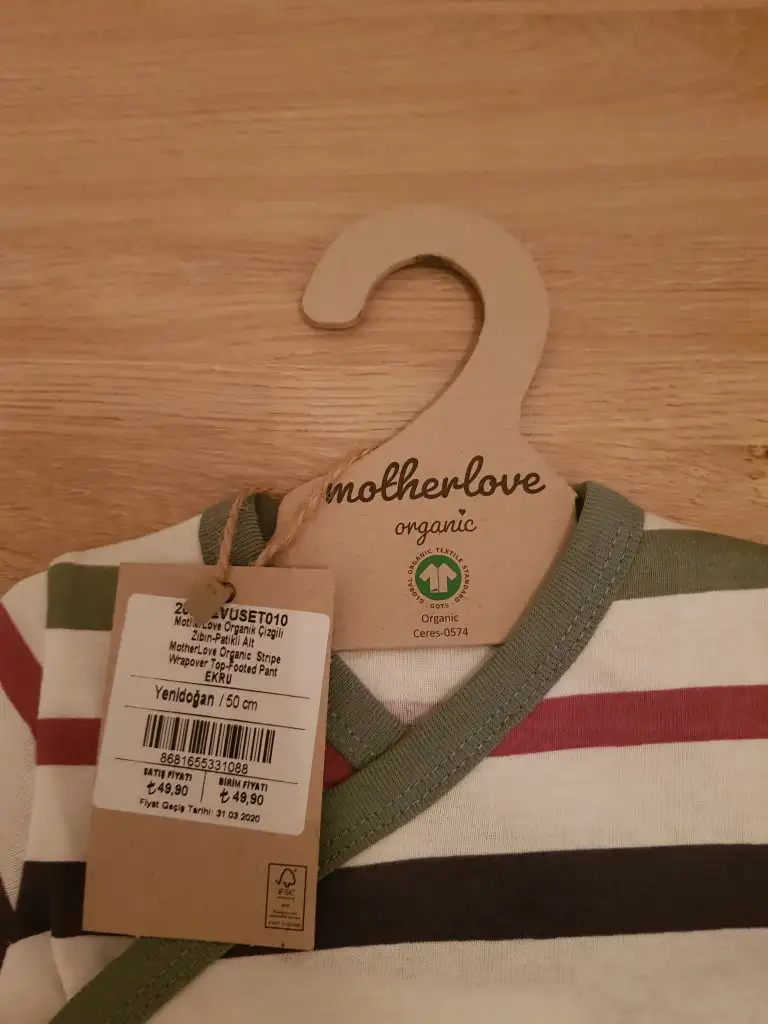 motherlove
organic
GLOBAL ORGANIC TEXTILE STANDARD
GOTS
Organic
Ceres-0574
VUSET010
MotherLove Organik Çizgili
Zıbın-Patikli Alt
MotherLove Organic Stripe
Wrapover Top-Footed Pant
EKRU
Yenidoğan / 50 cm
8681655331088
SATIŞ FİYATI BİRİM FİYATI
₺49,90 ₺49,90
Fiyat Geçiş Tarihi: 31.03.2020
FSC